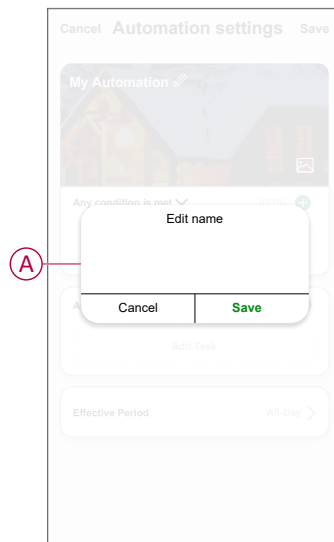 Cancel Automation settings Save
My Automation
Any condition is met
Edit name
A
Cancel Save
A
Add Task
Effective Period All-Day